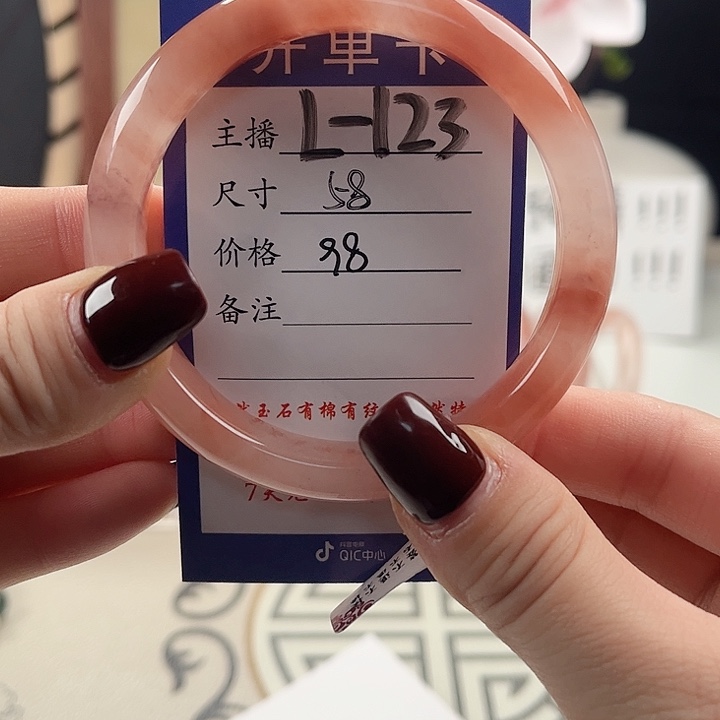 开单卡
主播 L-123
尺寸 58
价格 98
备注
玉石有棉有纹
7天
抖音电商
QIC中心